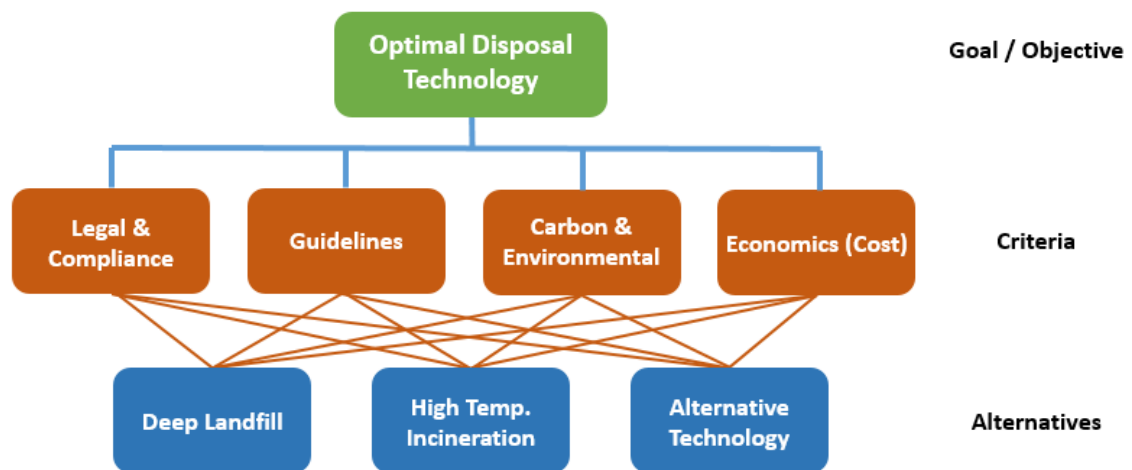 Optimal Disposal
Technology
Goal / Objective
Legal &
Compliance
Guidelines
Carbon &
Environmental
Economics (Cost)
Criteria
Deep Landfill
High Temp.
Incineration
Alternative
Technology
Alternatives